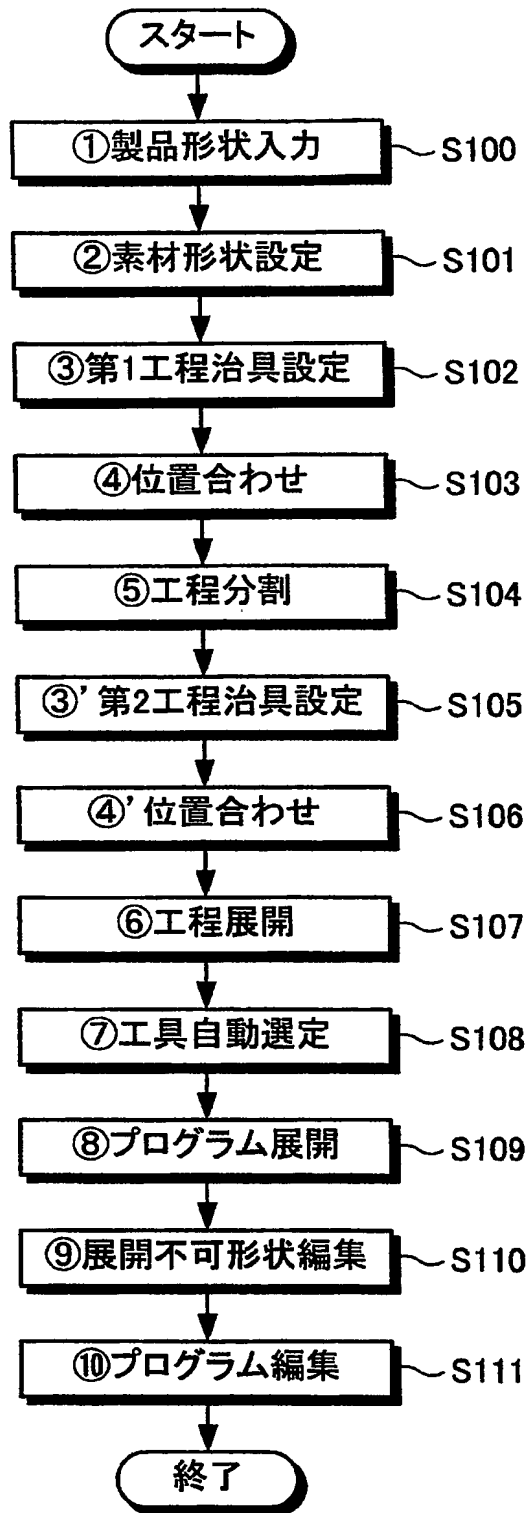 スタート
①製品形状入力 S100
②素材形状設定 S101
③第1工程治具設定 S102
④位置合わせ S103
⑤工程分割 S104
③’第2工程治具設定 S105
④’位置合わせ S106
⑥工程展開 S107
⑦工具自動選定 S108
⑧プログラム展開 S109
⑨展開不可形状編集 S110
⑩プログラム編集 S111
終了